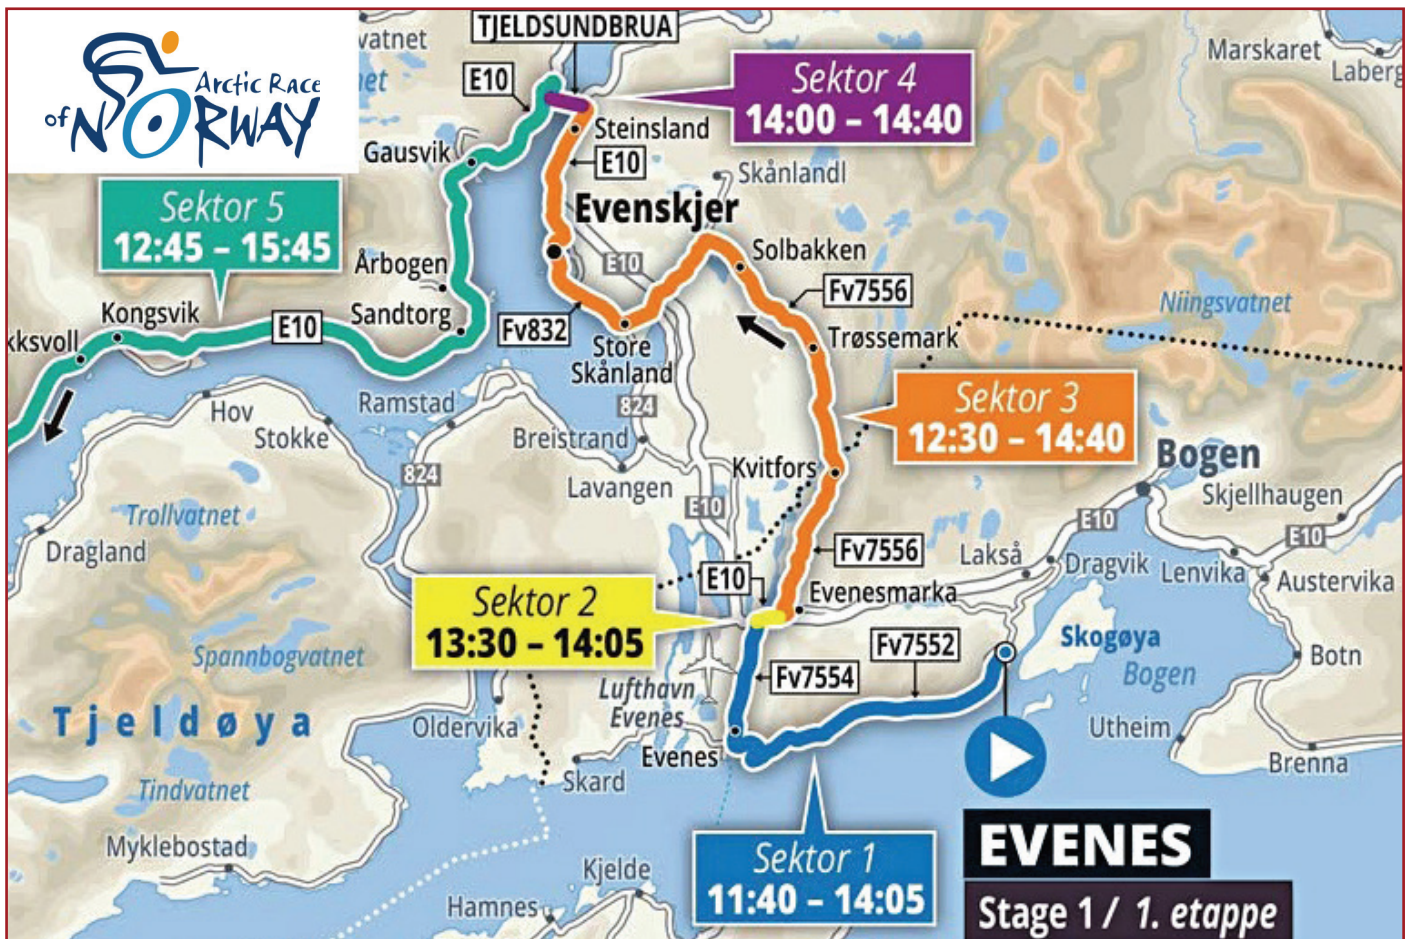 TJELDSUNDBRUA
vatnet
Marskaret
Laberg
Arctic Race
of NORWAY
E10
Sektor 4
14:00 – 14:40
et
Steinsland
Gausvik
E10
Skånlandl
Sektor 5
12:45 – 15:45
Evenskjer
Solbakken
Årbogen
E10
Fv7556
Niingsvatnet
Kongsvik
Sandtorg
E10
Fv832
kksvoll
Store
Skånland
Trøssemark
Hov
Ramstad
824
Sektor 3
12:30 – 14:40
Stokke
Breistrand
Bogen
824
Kvitfors
Lavangen
Skjellhaugen
E10
E10
E10
Trollvatnet
Dragland
Fv7556
Lakså
Dragvik
Lenvika
Austervika
E10
Evenesmarka
Sektor 2
13:30 – 14:05
Fv7552
Skogøya
Botn
Spannbogvatnet
Fv7554
Bogen
Lufthavn
Evenes
Tjeldøya
Oldervika
Utheim
Evenes
Brenna
Skard
Tindvatnet
EVENES
Myklebostad
Sektor 1
11:40 – 14:05
Kjelde
Hamnes
Stage 1 / 1. etappe